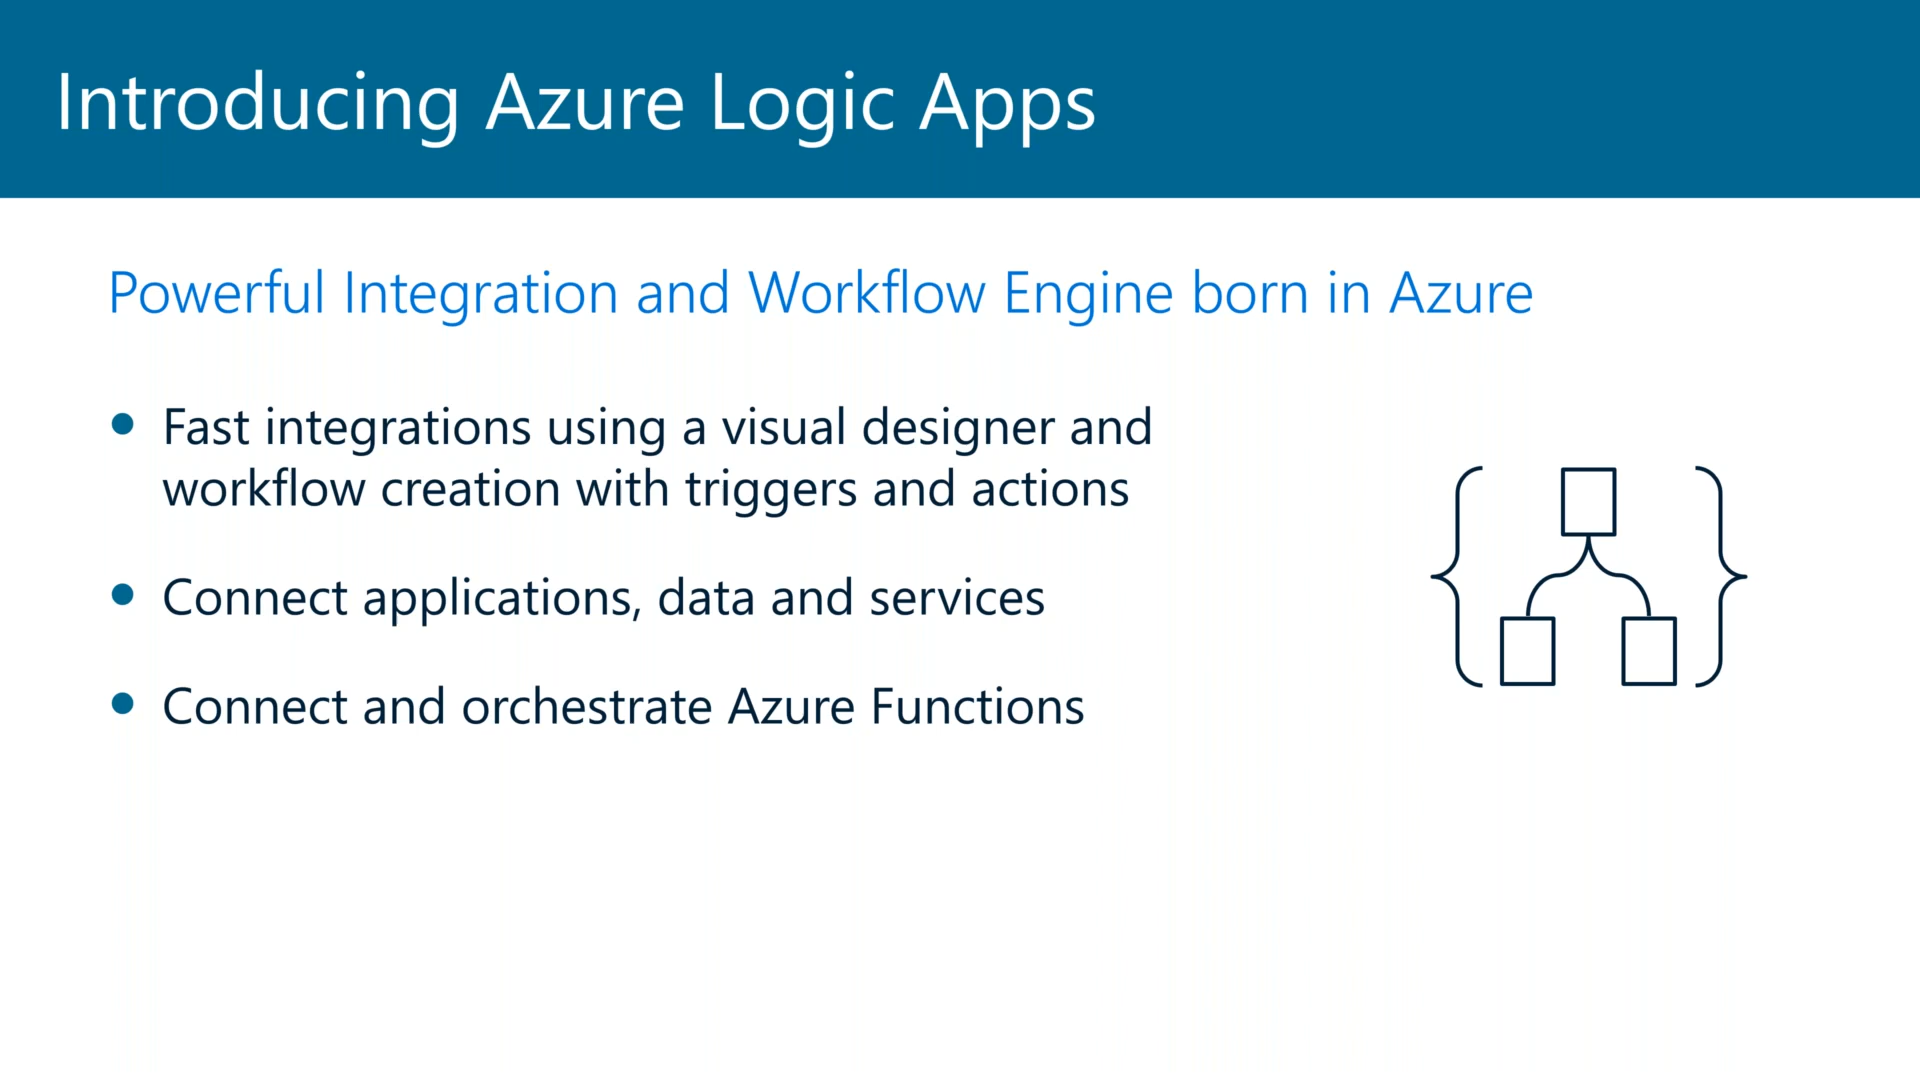 Introducing Azure Logic Apps
Powerful Integration and Workflow Engine born in Azure
• Fast integrations using a visual designer and
workflow creation with triggers and actions
• Connect applications, data and services
• Connect and orchestrate Azure Functions